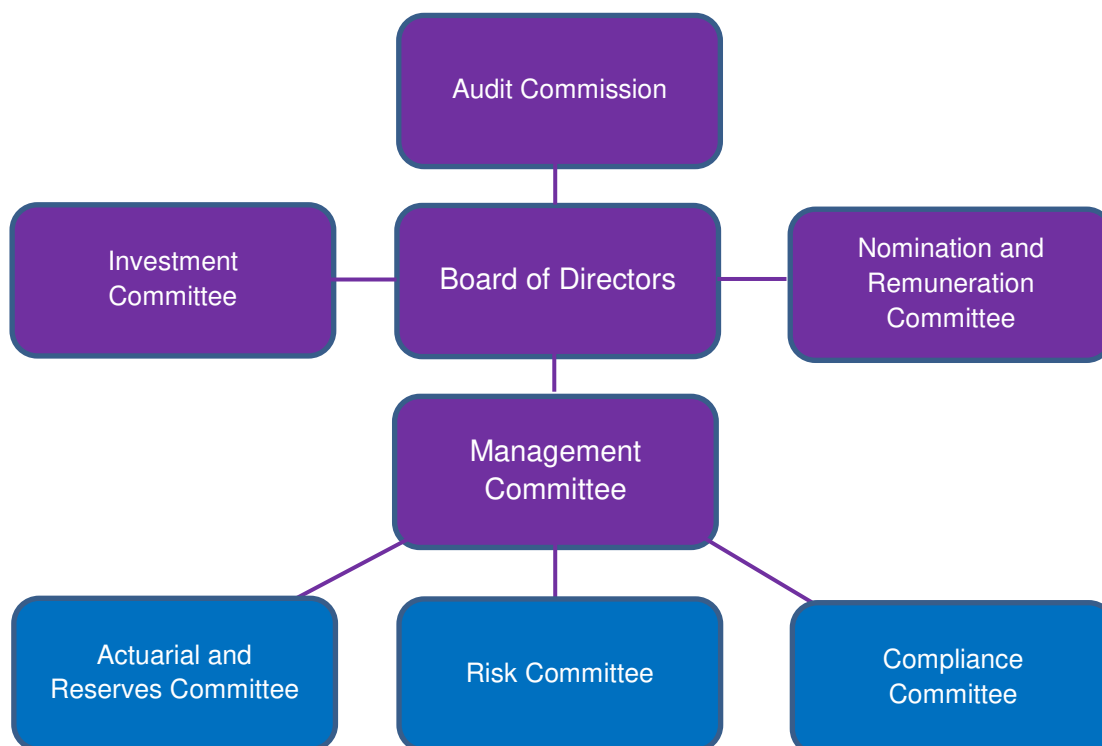 Audit Commission
Investment
Committee
Board of Directors
Nomination and
Remuneration
Committee
Management
Committee
Actuarial and
Reserves Committee
Risk Committee
Compliance
Committee